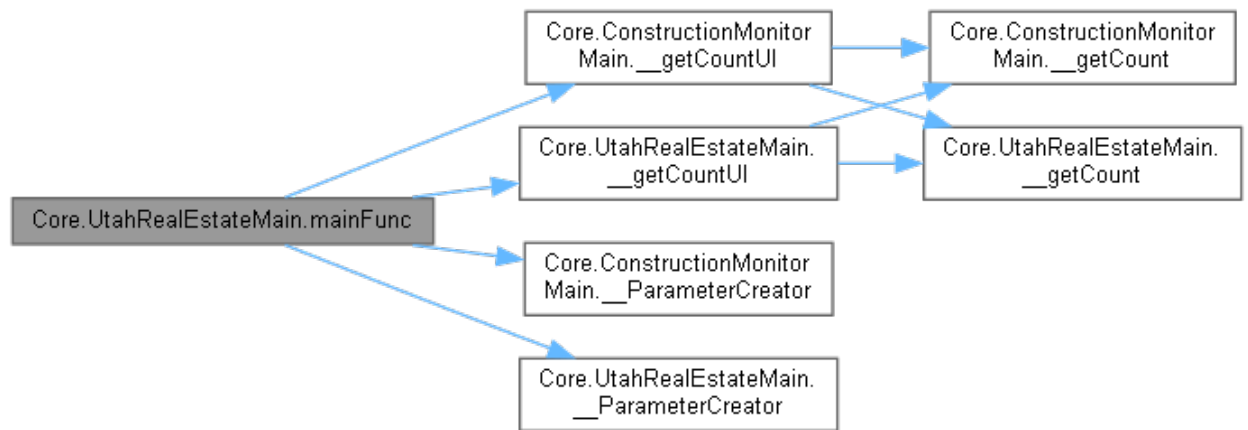 Core.ConstructionMonitor
Main.__getCountUI
Core.ConstructionMonitor
Main.__getCount
Core.UtahRealEstateMain.
__getCountUI
Core.UtahRealEstateMain.
__getCount
Core.UtahRealEstateMain.mainFunc
Core.ConstructionMonitor
Main.__ParameterCreator
Core.UtahRealEstateMain.
__ParameterCreator